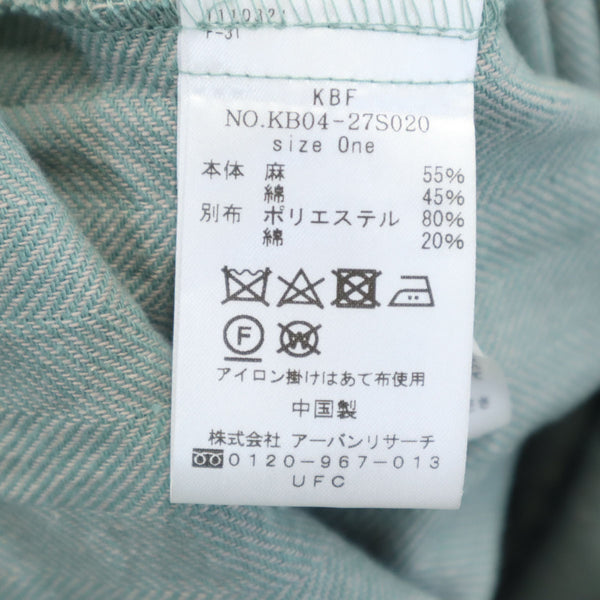 F-31
KBF
NO.KB04-27S020
size One
本体 麻 55%
綿 45%
別布 ポリエステル 80%
綿 20%
F W
アイロン掛けはあて布使用
中国製
株式会社 アーバンリサーチ
0120-967-013
UFC